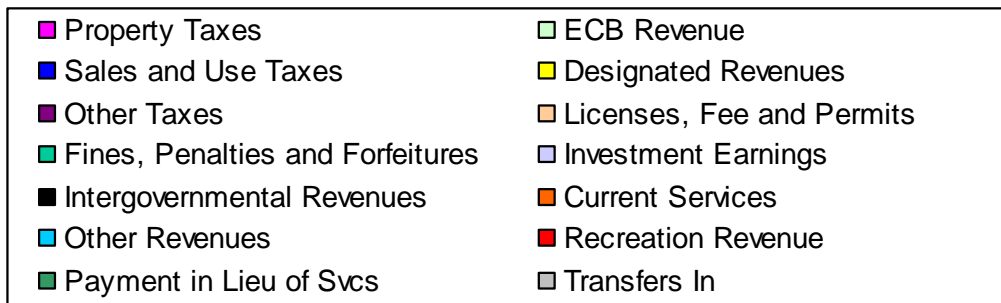 Property Taxes
Sales and Use Taxes
Other Taxes
Fines, Penalties and Forfeitures
Intergovernmental Revenues
Other Revenues
Payment in Lieu of Svcs
ECB Revenue
Designated Revenues
Licenses, Fee and Permits
Investment Earnings
Current Services
Recreation Revenue
Transfers In